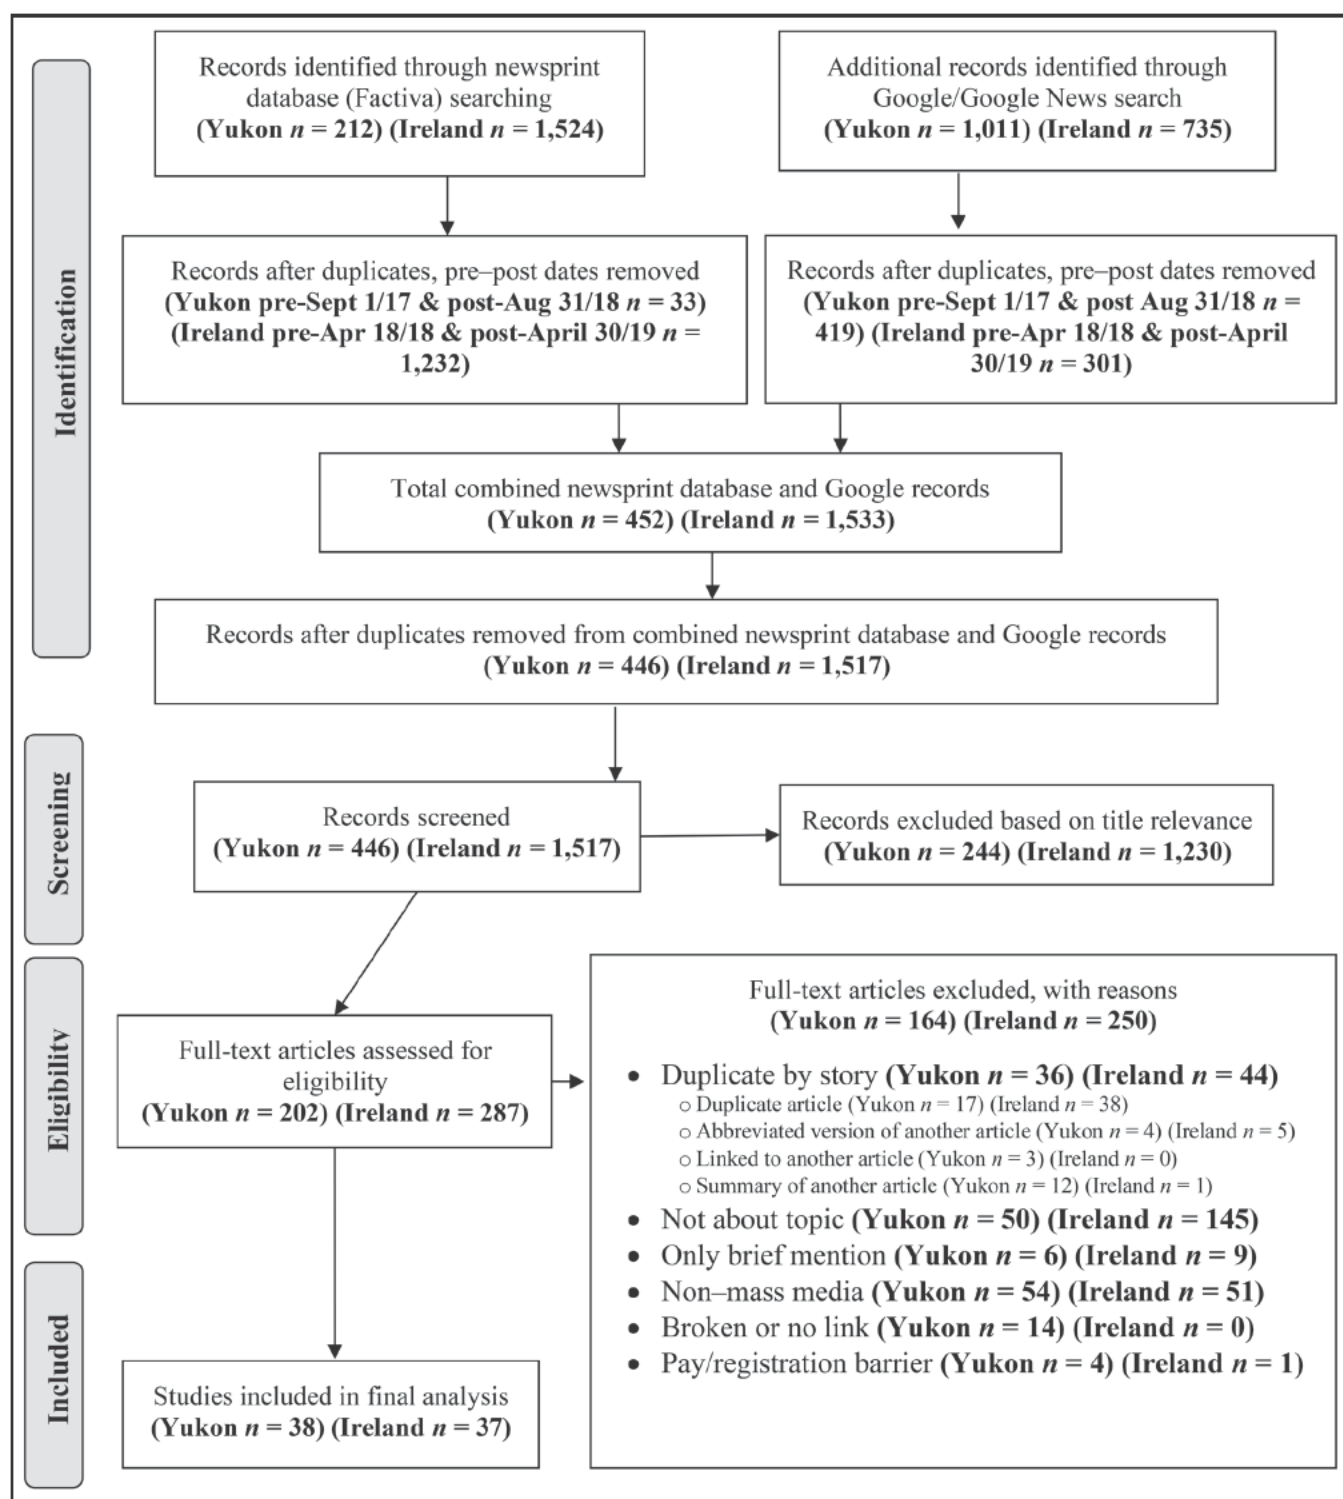 Identification
Records identified through newsprint
database (Factiva) searching
(Yukon n = 212) (Ireland n = 1,524)
Additional records identified through
Google/Google News search
(Yukon n = 1,011) (Ireland n = 735)
Records after duplicates, pre–post dates removed
(Yukon pre-Sept 1/17 & post-Aug 31/18 n = 33)
(Ireland pre-Apr 18/18 & post-April 30/19 n =
1,232)
Records after duplicates, pre–post dates removed
(Yukon pre-Sept 1/17 & post Aug 31/18 n =
419) (Ireland pre-Apr 18/18 & post-April
30/19 n = 301)
Total combined newsprint database and Google records
(Yukon n = 452) (Ireland n = 1,533)
Records after duplicates removed from combined newsprint database and Google records
(Yukon n = 446) (Ireland n = 1,517)
Screening
Records screened
(Yukon n = 446) (Ireland n = 1,517)
Records excluded based on title relevance
(Yukon n = 244) (Ireland n = 1,230)
Eligibility
Full-text articles assessed for
eligibility
(Yukon n = 202) (Ireland n = 287)
Full-text articles excluded, with reasons
(Yukon n = 164) (Ireland n = 250)
• Duplicate by story (Yukon n = 36) (Ireland n = 44)
o Duplicate article (Yukon n = 17) (Ireland n = 38)
o Abbreviated version of another article (Yukon n = 4) (Ireland n = 5)
o Linked to another article (Yukon n = 3) (Ireland n = 0)
o Summary of another article (Yukon n = 12) (Ireland n = 1)
• Not about topic (Yukon n = 50) (Ireland n = 145)
• Only brief mention (Yukon n = 6) (Ireland n = 9)
• Non–mass media (Yukon n = 54) (Ireland n = 51)
• Broken or no link (Yukon n = 14) (Ireland n = 0)
• Pay/registration barrier (Yukon n = 4) (Ireland n = 1)
Included
Studies included in final analysis
(Yukon n = 38) (Ireland n = 37)